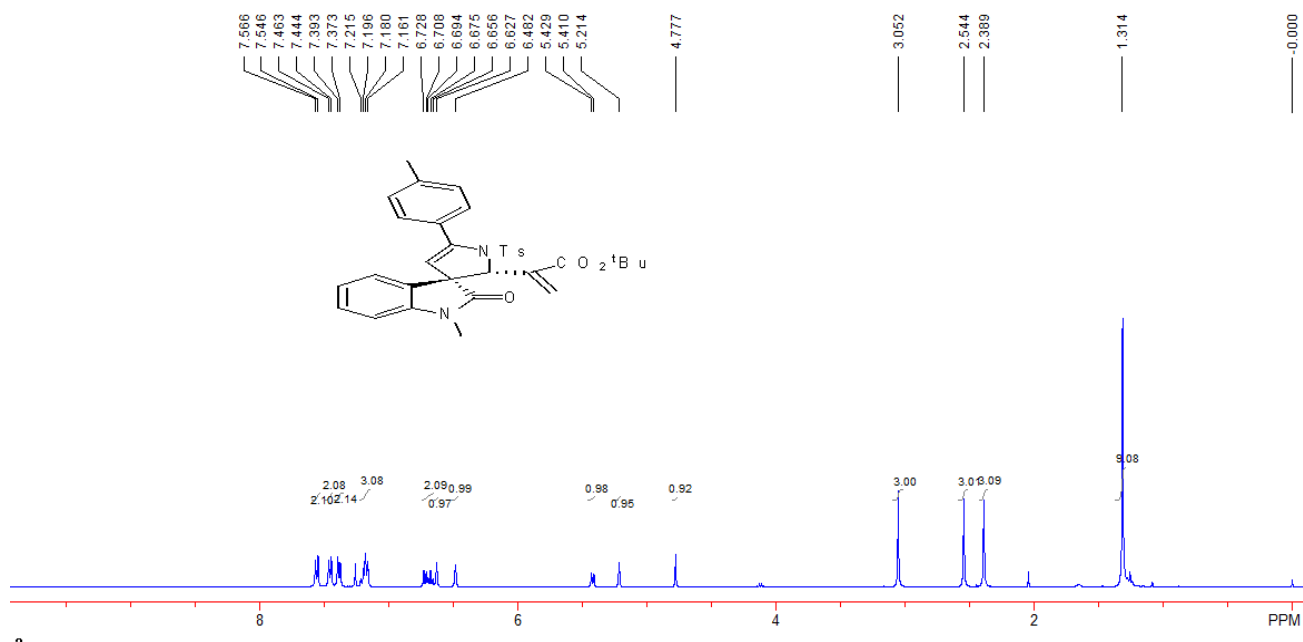 7.566 7.546 7.463 7.444 7.393 7.373 7.215 7.196 7.180 7.161 6.728 6.708 6.694 6.675 6.656 6.627 6.482 5.429 5.410 5.214 4.777 3.052 2.544 2.389 1.314 -0.000
N T s
C O 2 tB u
O
N
2.10 2.08 2.14 3.08 2.09 0.97 0.99 0.98 0.95 0.92 3.00 3.01 3.09 9.08
8 6 4 2 PPM